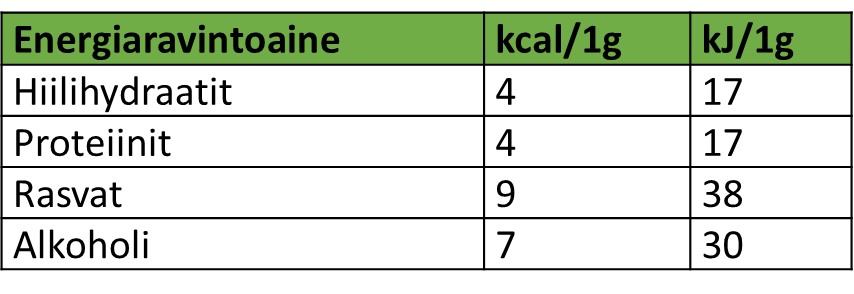 Energiaravintoaine kcal/1g kJ/1g
Hiilihydraatit 4 17
Proteiinit 4 17
Rasvat 9 38
Alkoholi 7 30